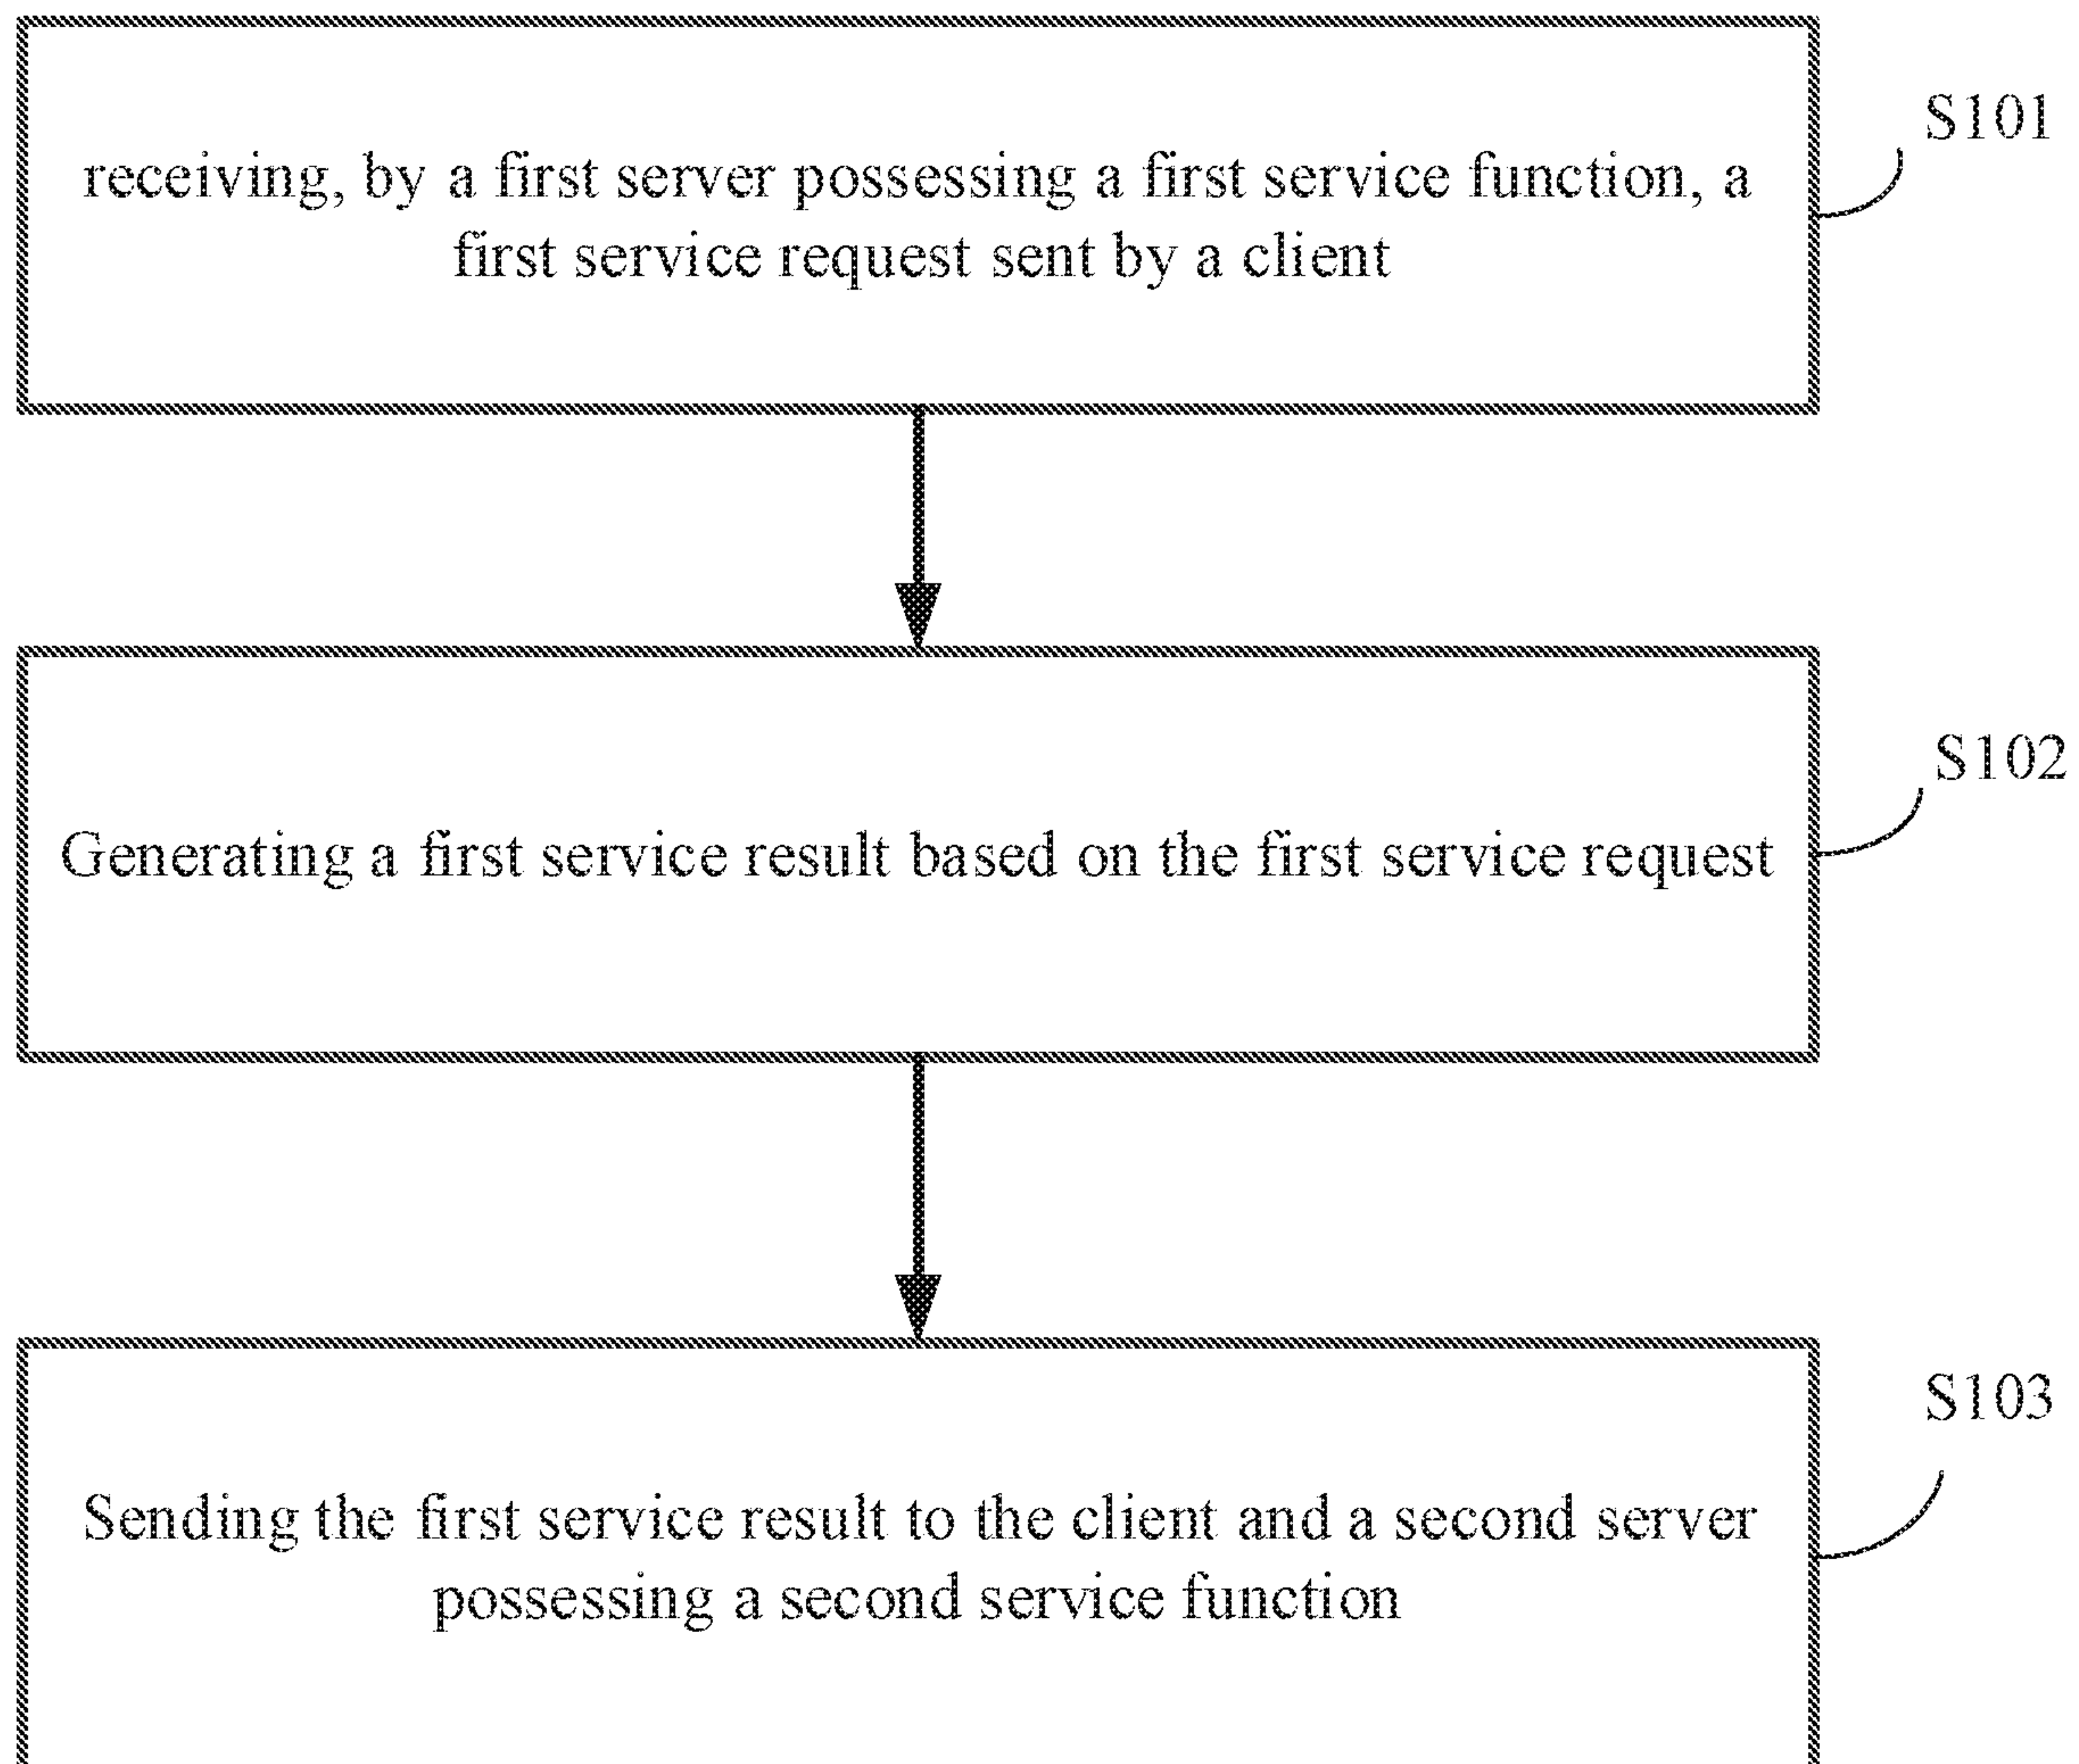 S101
receiving, by a first server possessing a first service function, a
first service request sent by a client
S102
Generating a first service result based on the first service request
S103
Sending the first service result to the client and a second server
possessing a second service function